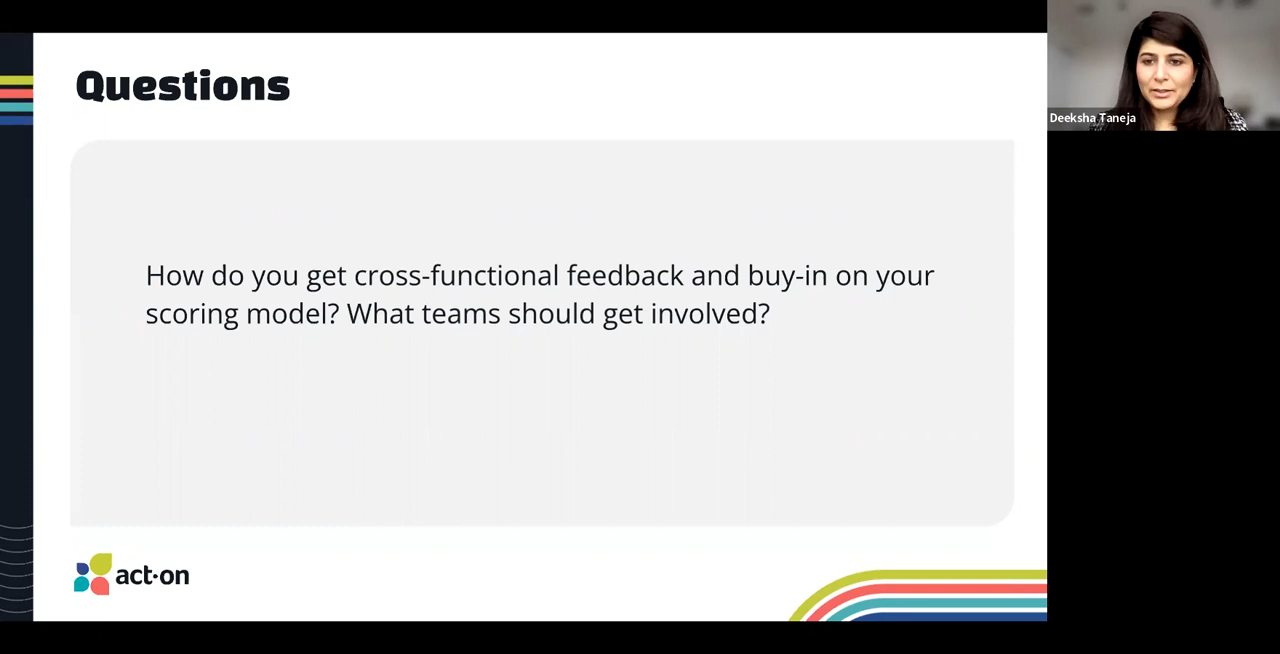 Questions
How do you get cross-functional feedback and buy-in on your
scoring model? What teams should get involved?
act-on
Deeksha Taneja